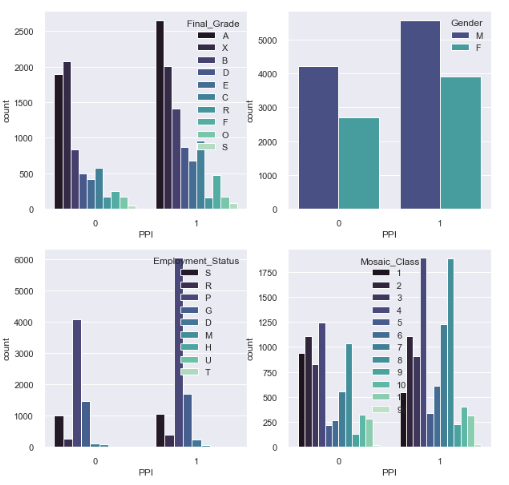 Final_Grade
A
X
B
D
E
C
R
F
O
S
2500
2000
1500
1000
500
0
count
0 1
PPI
Gender
M
F
5000
4000
3000
2000
1000
0
count
0 1
PPI
Employment_Status
S
R
P
G
D
M
H
U
T
6000
5000
4000
3000
2000
1000
0
count
0 1
PPI
Mosaic_Class
1
2
3
4
5
6
7
8
9
10
1750
1500
1250
1000
750
500
250
0
count
0 1
PPI